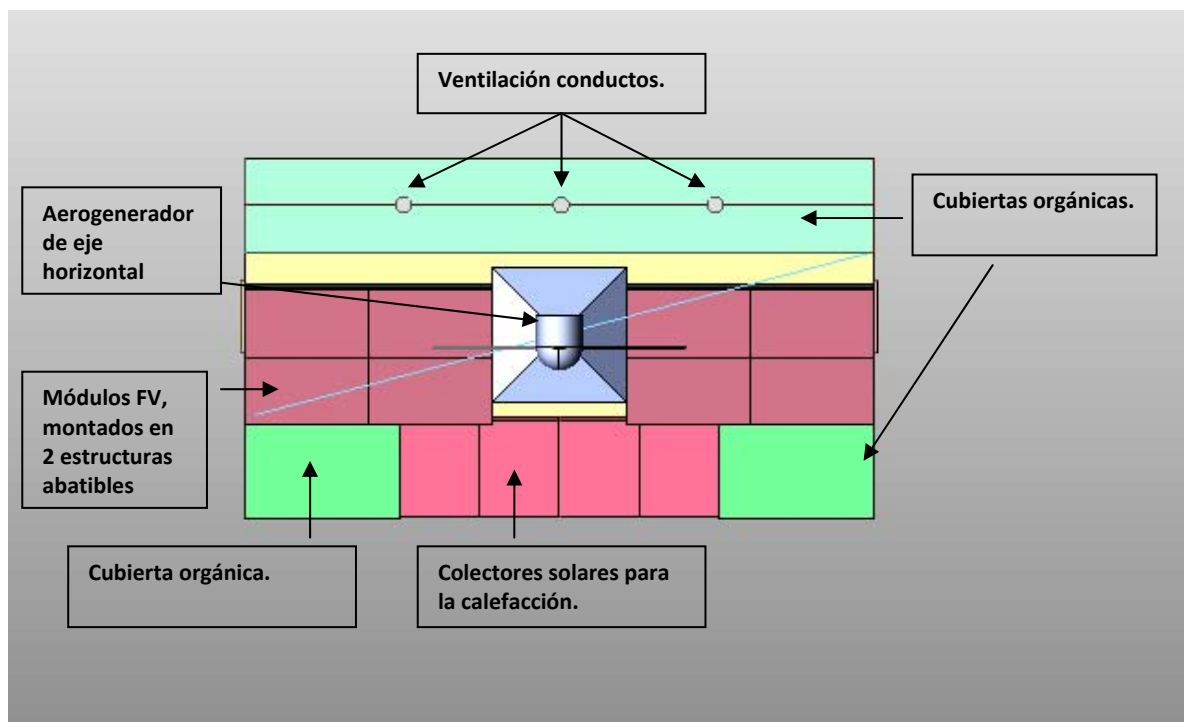 Ventilación conductos.
Aerogenerador
de eje
horizontal
Cubiertas orgánicas.
Módulos FV,
montados en
2 estructuras
abatibles
Cubierta orgánica.
Colectores solares para
la calefacción.